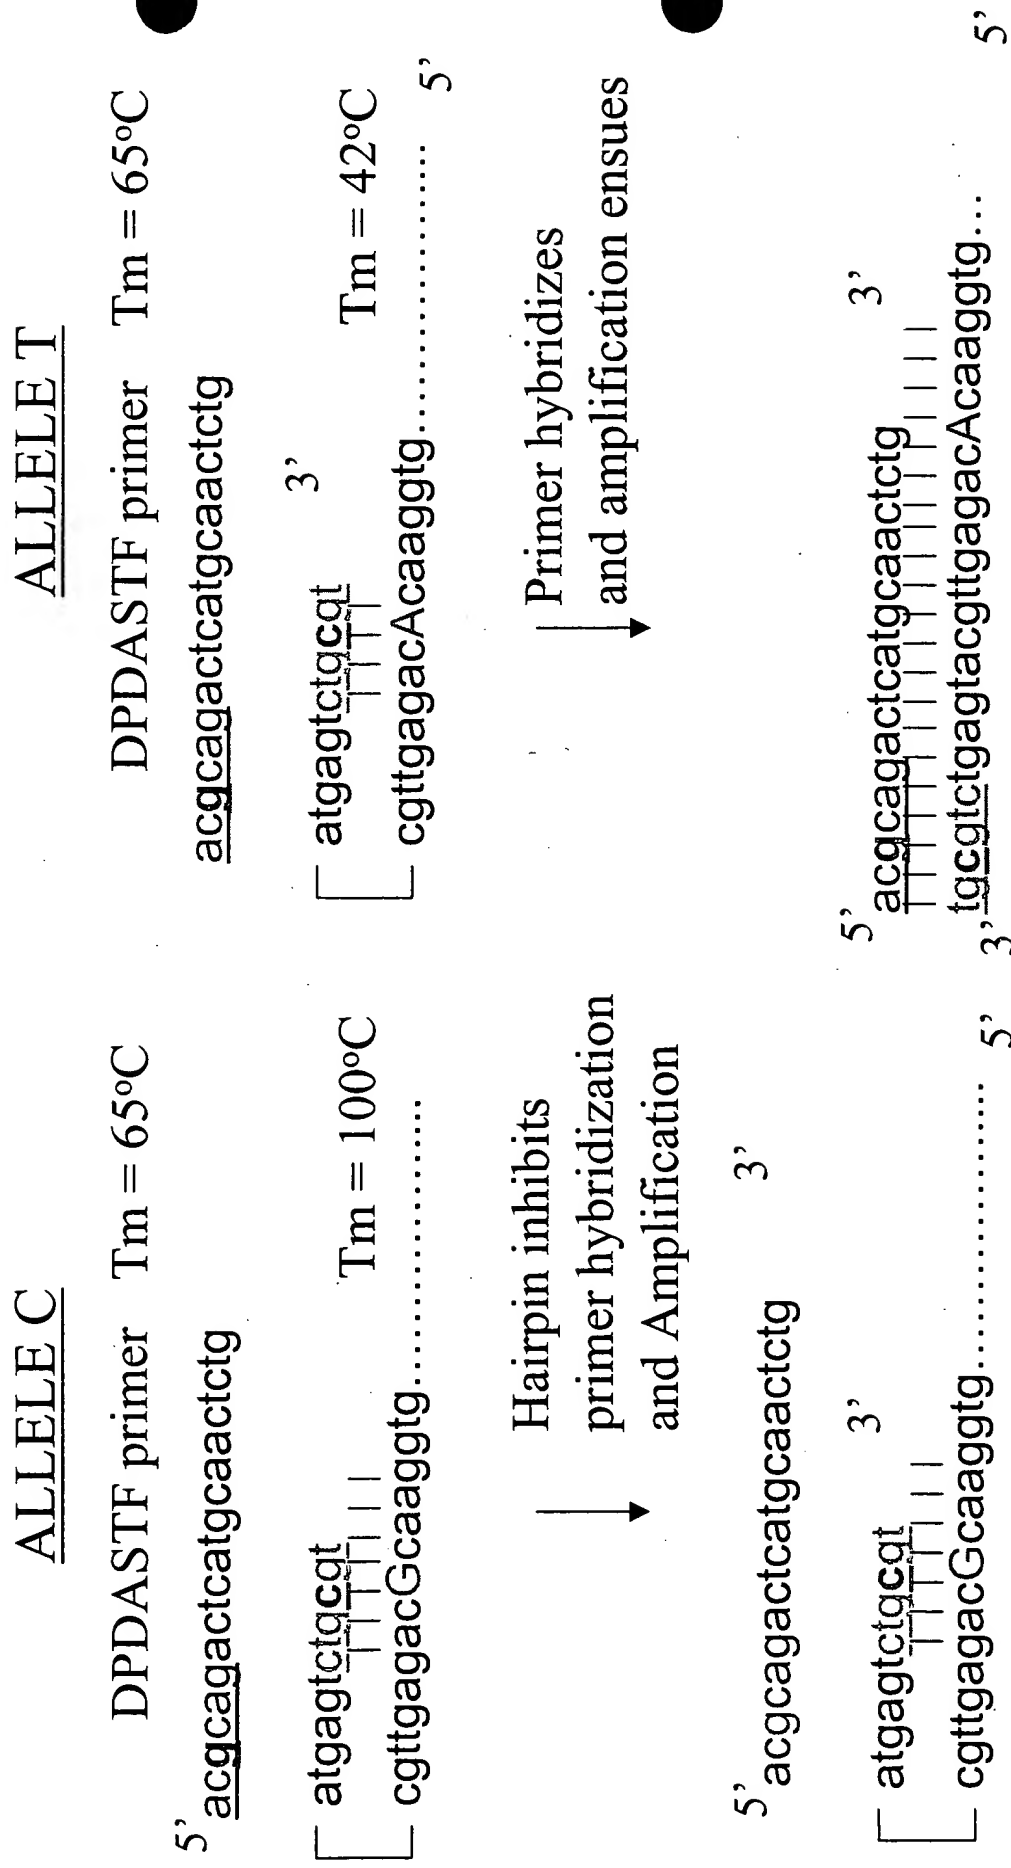 ALLELE C
DPDASTF primer Tm = 65°C
5'
acgcagactcatgcaactctg
atgagtctgcgt
Tm = 100°C
cgttgagacGcaaggtg....................
Hairpin inhibits
primer hybridization
and Amplification
5' 3'
acgcagactcatgcaactctg
3'
atgagtctgcgt
cgttgagacGcaaggtg....................
5'
ALLELE T
DPDASTF primer Tm = 65°C
acgcagactcatgcaactctg
3'
atgagtctgcgt
Tm = 42°C
cgttgagacAcaaggtg....................
5'
Primer hybridizes
and amplification ensues
5' 3'
acgcagactcatgcaactctg
tgcgtctgagtacgttgagacAcaaggtg...
3' 5'